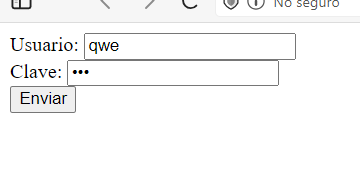 No seguro
Usuario: qwe
Clave: •••
Enviar